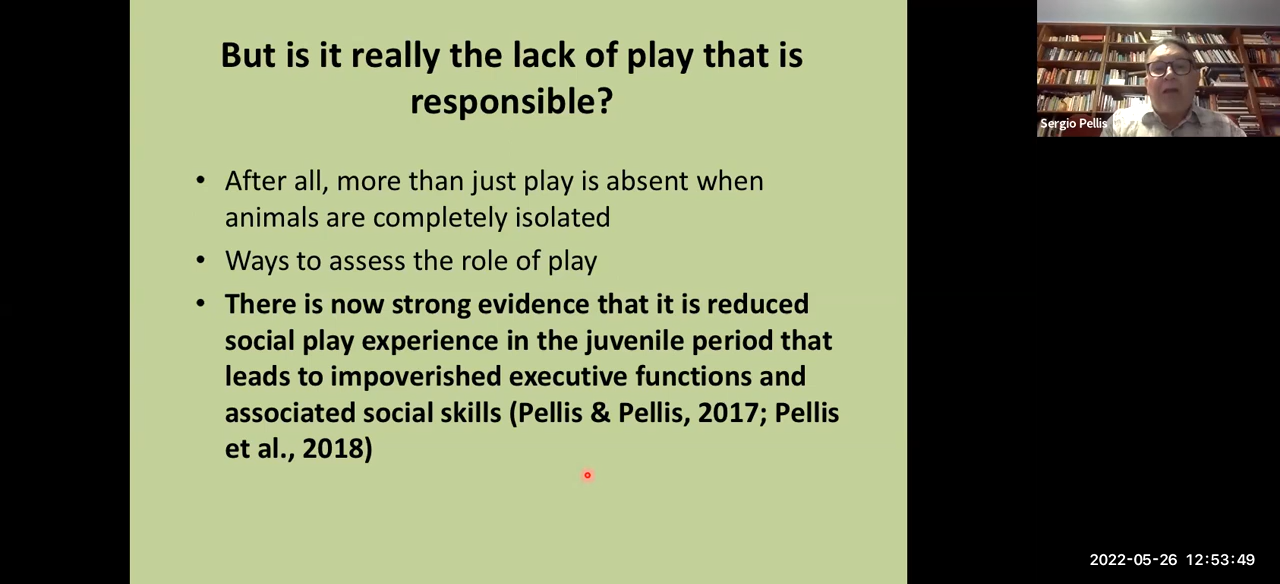 But is it really the lack of play that is
responsible?
• After all, more than just play is absent when
animals are completely isolated
• Ways to assess the role of play
• There is now strong evidence that it is reduced
social play experience in the juvenile period that
leads to impoverished executive functions and
associated social skills (Pellis & Pellis, 2017; Pellis
et al., 2018)
Sergio Pellis
2022-05-26 12:53:49